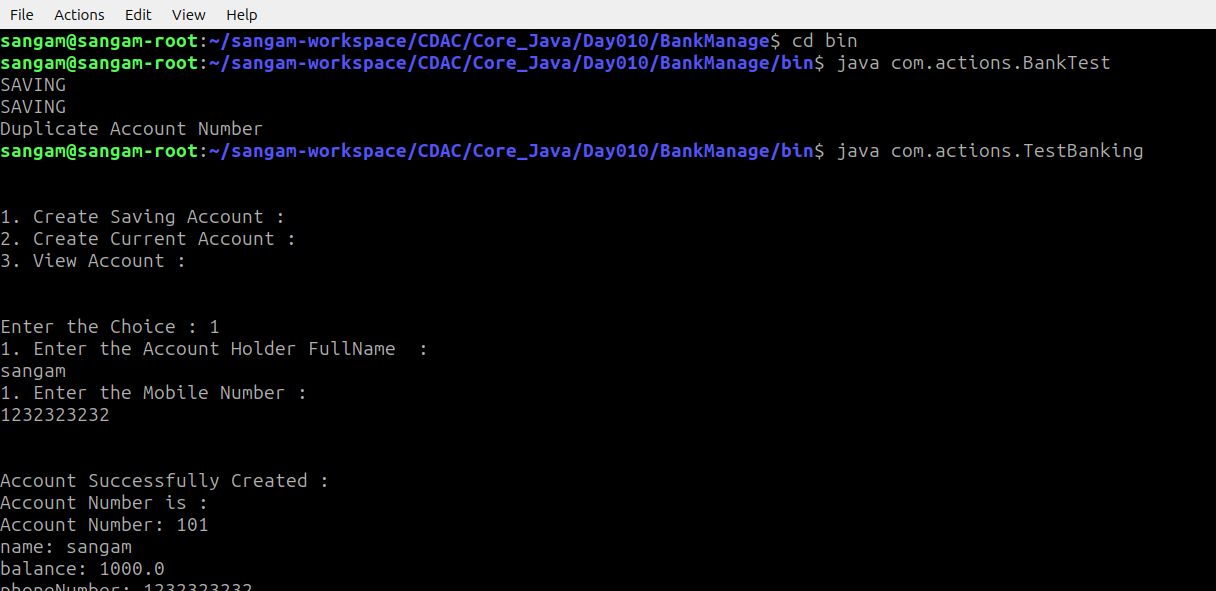 File Actions Edit View Help
sangam@sangam-root:~/sangam-workspace/CDAC/Core_Java/Day010/BankManage$ cd bin
sangam@sangam-root:~/sangam-workspace/CDAC/Core_Java/Day010/BankManage/bin$ java com.actions.BankTest
SAVING
SAVING
Duplicate Account Number
sangam@sangam-root:~/sangam-workspace/CDAC/Core_Java/Day010/BankManage/bin$ java com.actions.TestBanking
1. Create Saving Account :
2. Create Current Account :
3. View Account :
Enter the Choice : 1
1. Enter the Account Holder FullName  :
sangam
1. Enter the Mobile Number :
1232323232
Account Successfully Created :
Account Number is :
Account Number: 101
name: sangam
balance: 1000.0
phoneNumber: 1232323232